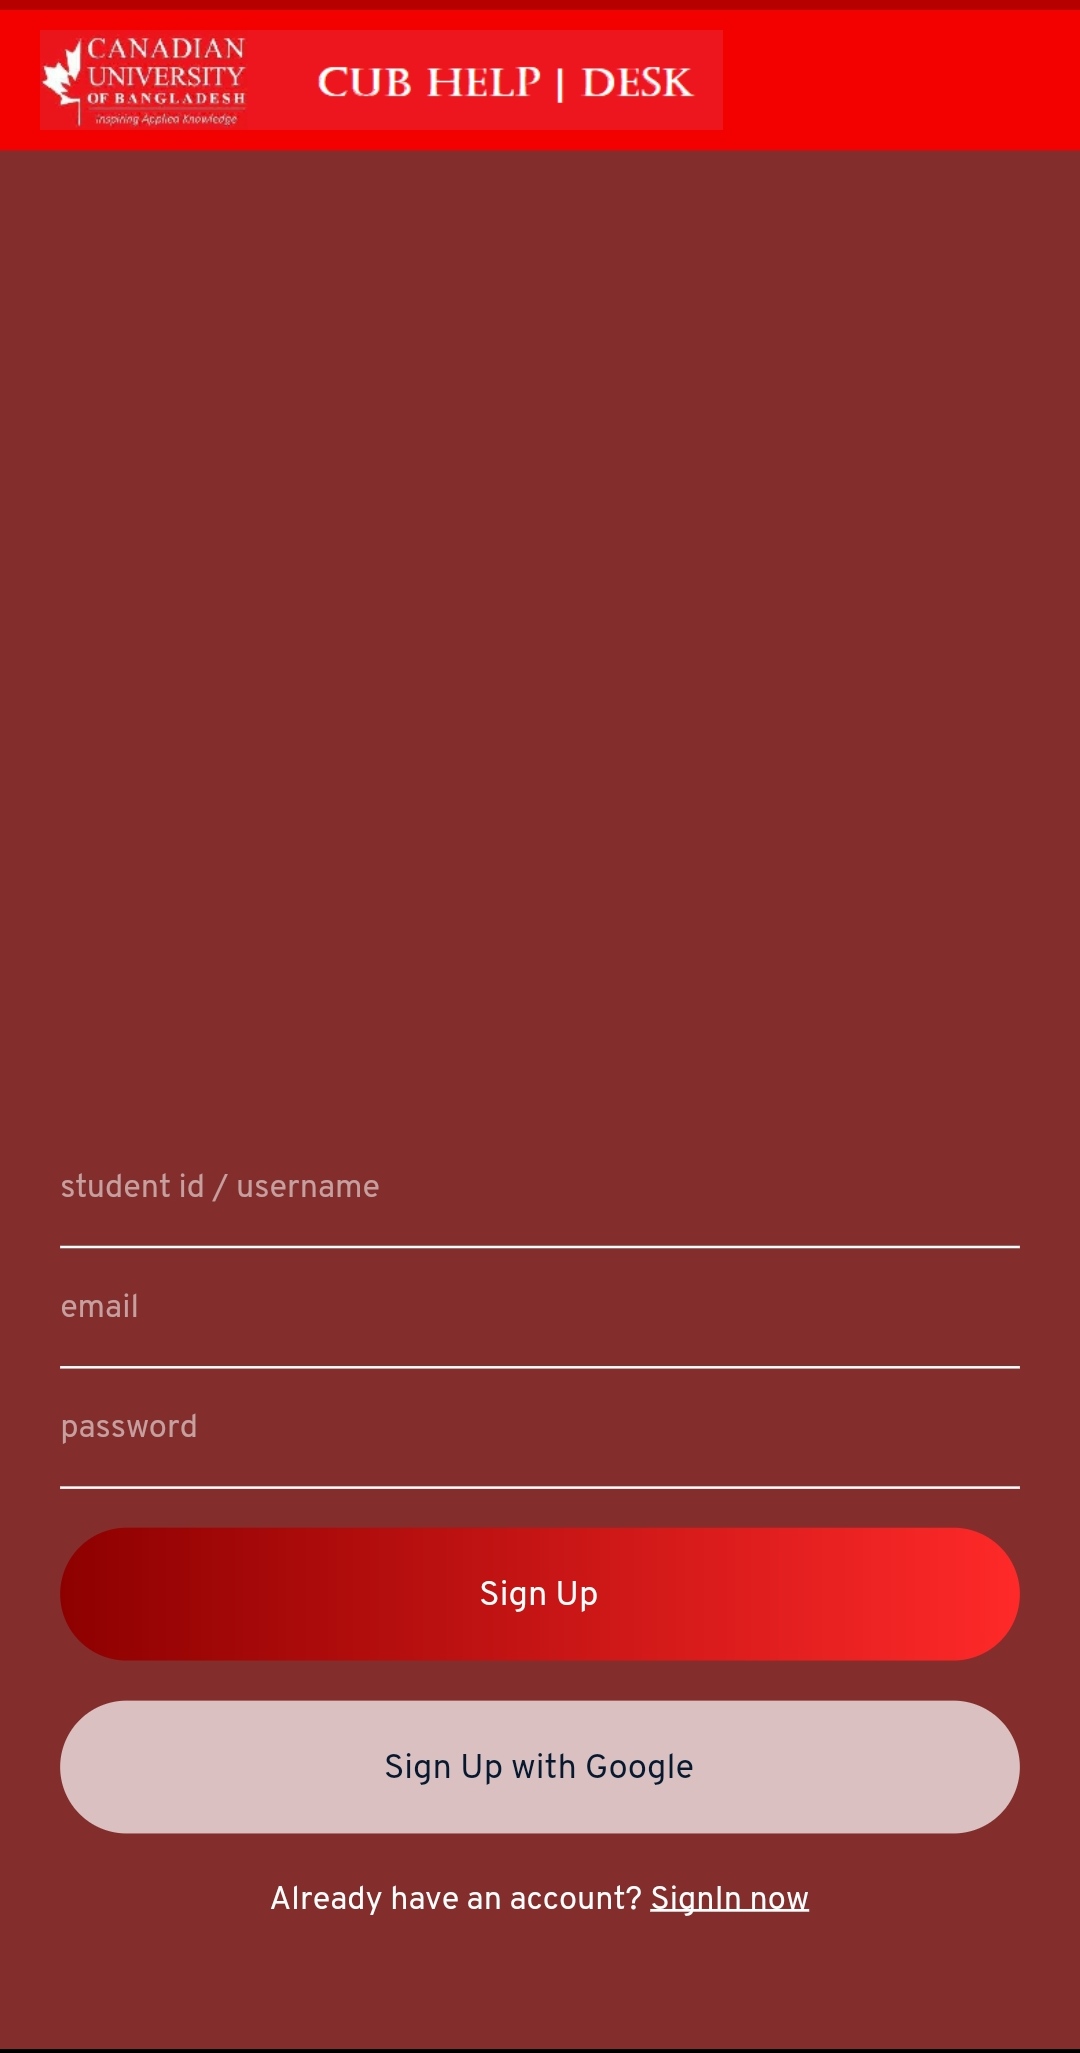 CANADIAN
UNIVERSITY
OF BANGLADESH
Inspiring Applied Knowledge
CUB HELP | DESK
student id / username
email
password
Sign Up
Sign Up with Google
Already have an account? SignIn now